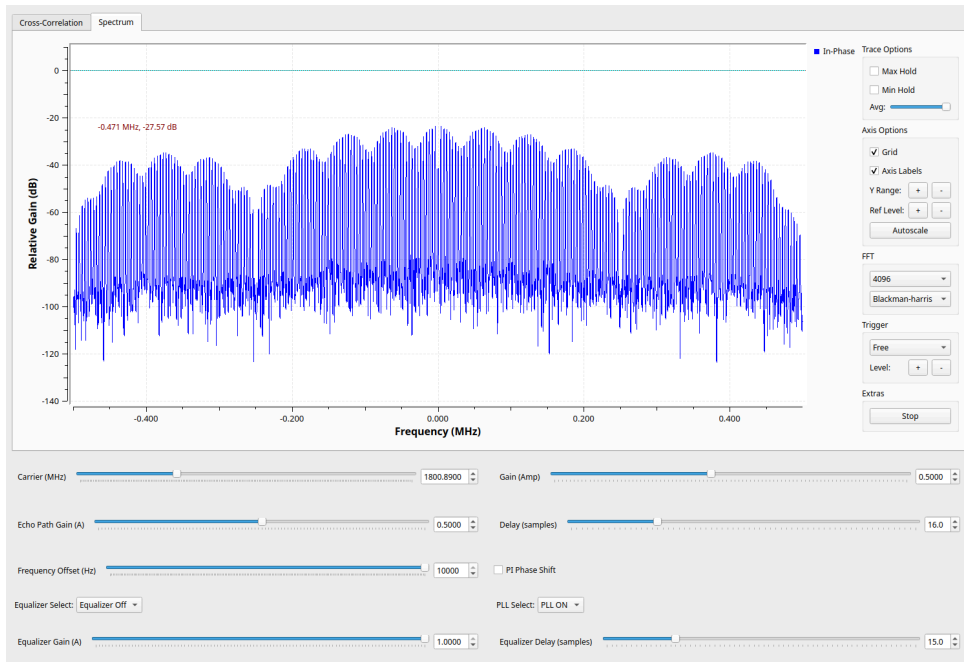 Cross-Correlation Spectrum
In-Phase
Trace Options
Max Hold
Min Hold
Avg:
Axis Options
Grid
Axis Labels
Y Range: + -
Ref Level: + -
Autoscale
FFT
4096
Blackman-harris
Trigger
Free
Level: + -
Extras
Stop
0
-20
-40
-60
-80
-100
-120
-140
Relative Gain (dB)
-0.471 MHz, -27.57 dB
-0.400 -0.200 0.000 0.200 0.400
Frequency (MHz)
Carrier (MHz) 1800.8900 Gain (Amp) 0.5000
Echo Path Gain (A) 0.5000 Delay (samples) 16.0
Frequency Offset (Hz) 10000 PI Phase Shift
Equalizer Select: Equalizer Off PLL Select: PLL ON
Equalizer Gain (A) 1.0000 Equalizer Delay (samples) 15.0